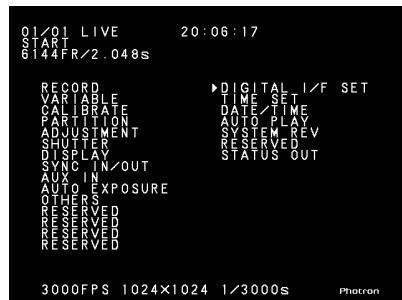 01/01 LIVE 20:06:17
START
6144FR/2.048s
RECORD ▶DIGITAL I/F SET
VARIABLE TIME SET
CALIBRATE DATE/TIME
PARTITION AUTO PLAY
ADJUSTMENT SYSTEM REV
SHUTTER RESERVED
DISPLAY STATUS OUT
SYNC IN/OUT
AUX IN
AUTO EXPOSURE
OTHERS
RESERVED
RESERVED
RESERVED
RESERVED
3000FPS 1024×1024 1/3000s Photron